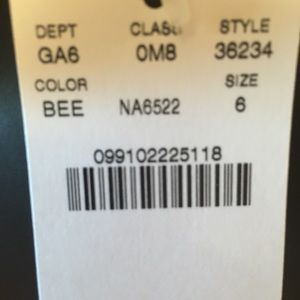 DEPT CLASS STYLE
GA6 0M8 36234
COLOR SIZE
BEE NA6522 6
099102225118